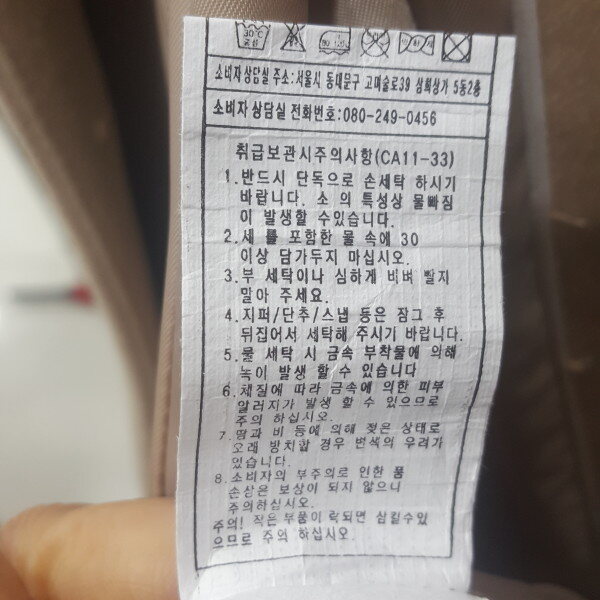 30℃
중성
소비자 상담실 주소:서울시 동대문구 고미술로39 삼희상가 5동2층
소비자 상담실 전화번호:080-249-0456
취급보관시주의사항(CA11-33)
1.반드시 단독으로 손세탁 하시기
바랍니다. 소 의 특성상 물빠짐
이 발생할 수있습니다.
2.세 를 포함한 물 속에 30
이상 담가두지 마십시오.
3.부 세탁이나 심하게 비벼 빨지
말아 주세요.
4.지퍼/단추/스냅 등은 잠그 후
뒤집어서 세탁해 주시기 바랍니다.
5.물 세탁 시 금속 부착물에 의해
녹이 발생 할 수 있습니다
6.체질에 따라 금속에 의한 피부
알러지가 발생 할 수 있으므로
주의 하십시오.
7.땀과 비 등에 의해 젖은 상태로
오래 방치할 경우 변색의 우려가
있습니다.
8.소비자의 부주의로 인한 품
손상은 보상이 되지 않으니
주의하십시오.
주의! 작은 부품이 락되면 삼킬수있
으므로 주의 하십시오.